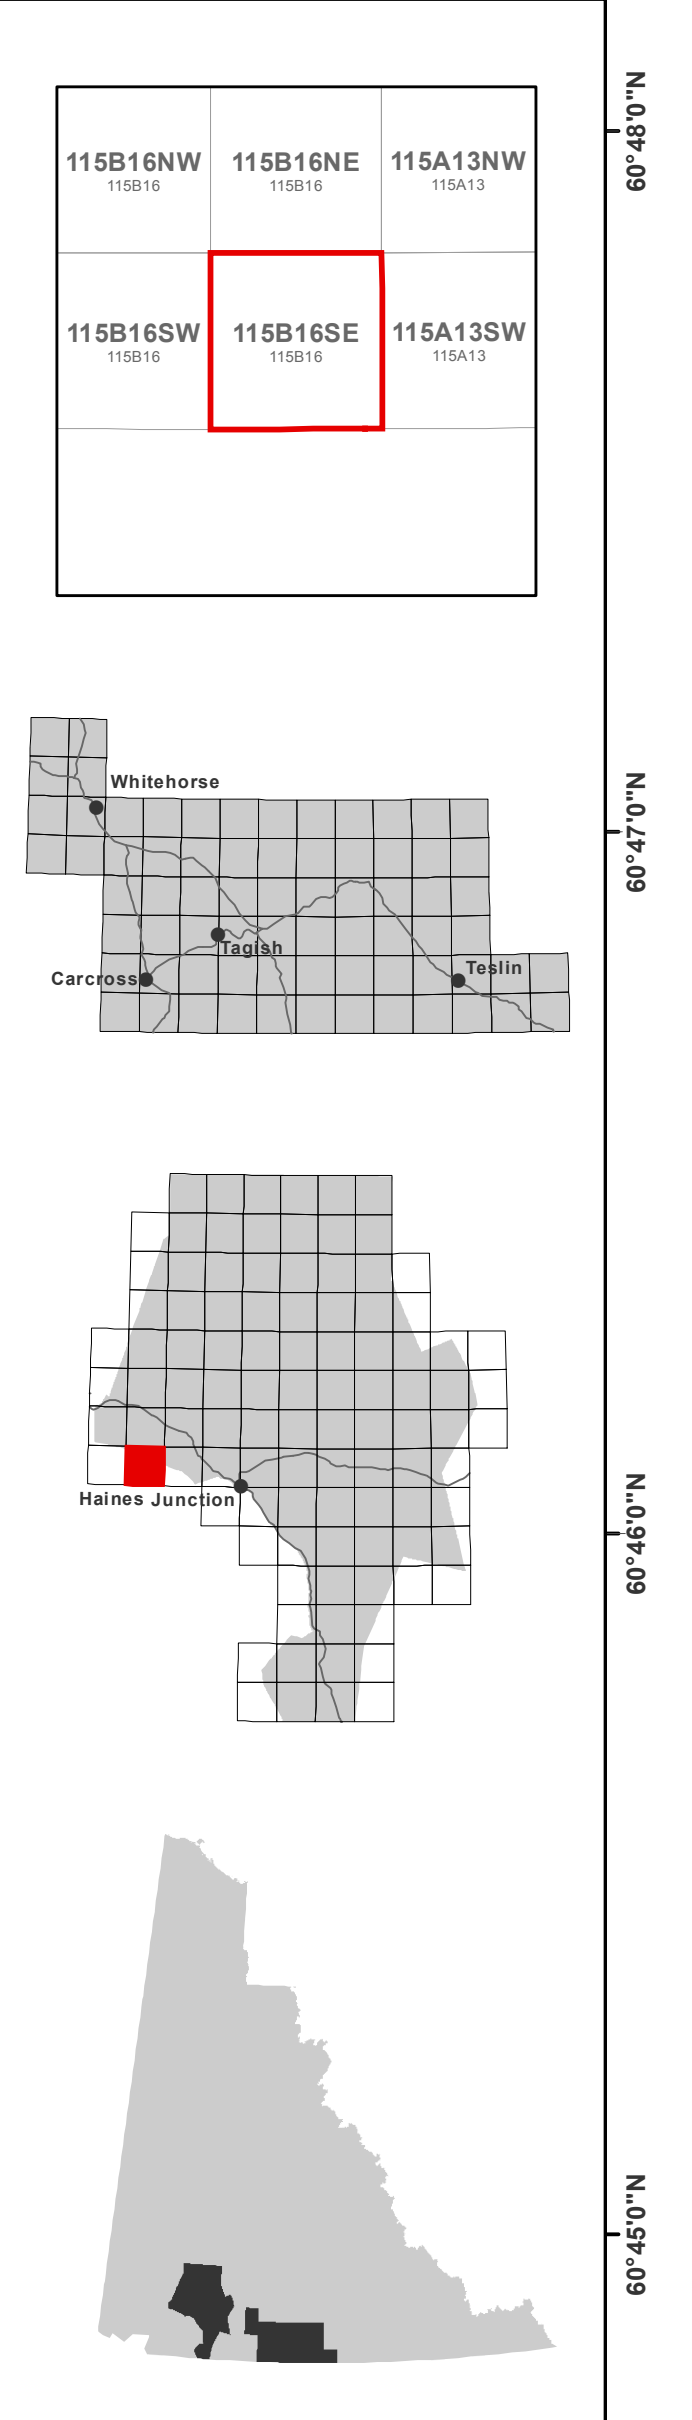 60°48'0"N
115B16NW
115B16
115B16NE
115B16
115A13NW
115A13
115B16SW
115B16
115B16SE
115B16
115A13SW
115A13
60°47'0"N
Whitehorse
Tagish
Carcross
Teslin
Haines Junction
60°46'0"N
60°45'0"N